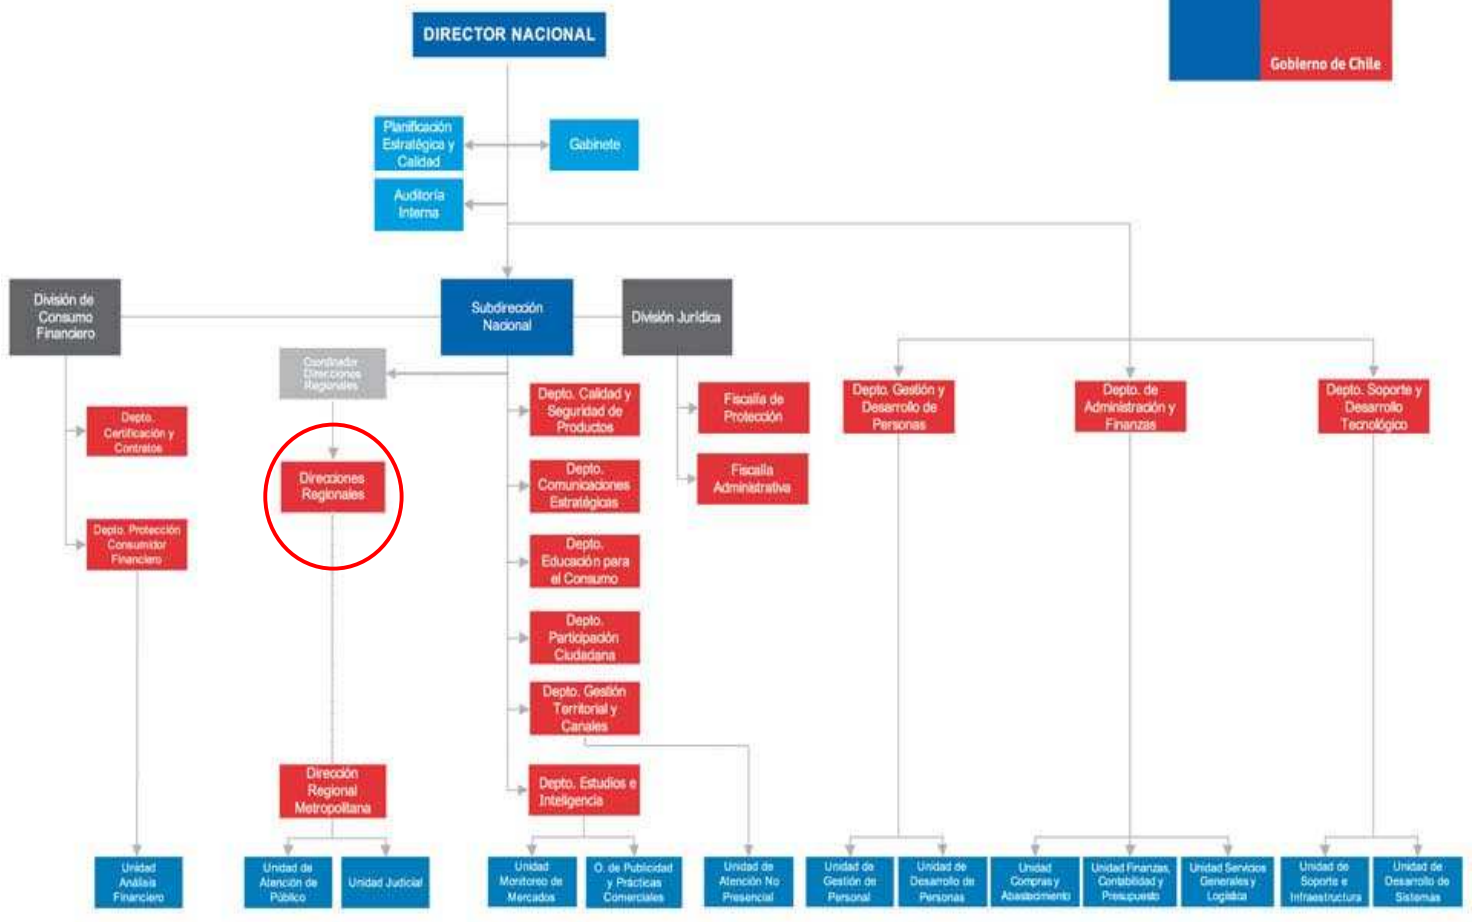 DIRECTOR NACIONAL
Gobierno de Chile
Planificación
Estratégica y
Calidad
Gabinete
Auditoría
Interna
División de
Consumo
Financiero
Subdirección
Nacional
División Jurídica
Coordinador
Direcciones
Regionales
Depto. Calidad y
Seguridad de
Productos
Fiscalía de
Protección
Depto. Gestión y
Desarrollo de
Personas
Depto. de
Administración y
Finanzas
Depto. Soporte y
Desarrollo
Tecnológico
Depto.
Certificación y
Contratos
Direcciones
Regionales
Depto.
Comunicaciones
Estratégicas
Fiscalía
Administrativa
Depto. Protección
Consumidor
Financiero
Depto.
Educación para
el Consumo
Depto.
Participación
Ciudadana
Depto. Gestión
Territorial y
Canales
Dirección
Regional
Metropolitana
Depto. Estudios e
Inteligencia
Unidad
Análisis
Financiero
Unidad de
Atención de
Público
Unidad Judicial
Unidad
Monitoreo de
Mercados
O. de Publicidad
y Prácticas
Comerciales
Unidad de
Atención No
Presencial
Unidad de
Gestión de
Personal
Unidad de
Desarrollo de
Personas
Unidad
Compras y
Abastecimiento
Unidad Finanzas,
Contabilidad y
Presupuesto
Unidad Servicios
Generales y
Logística
Unidad de
Soporte e
Infraestructura
Unidad de
Desarrollo de
Sistemas